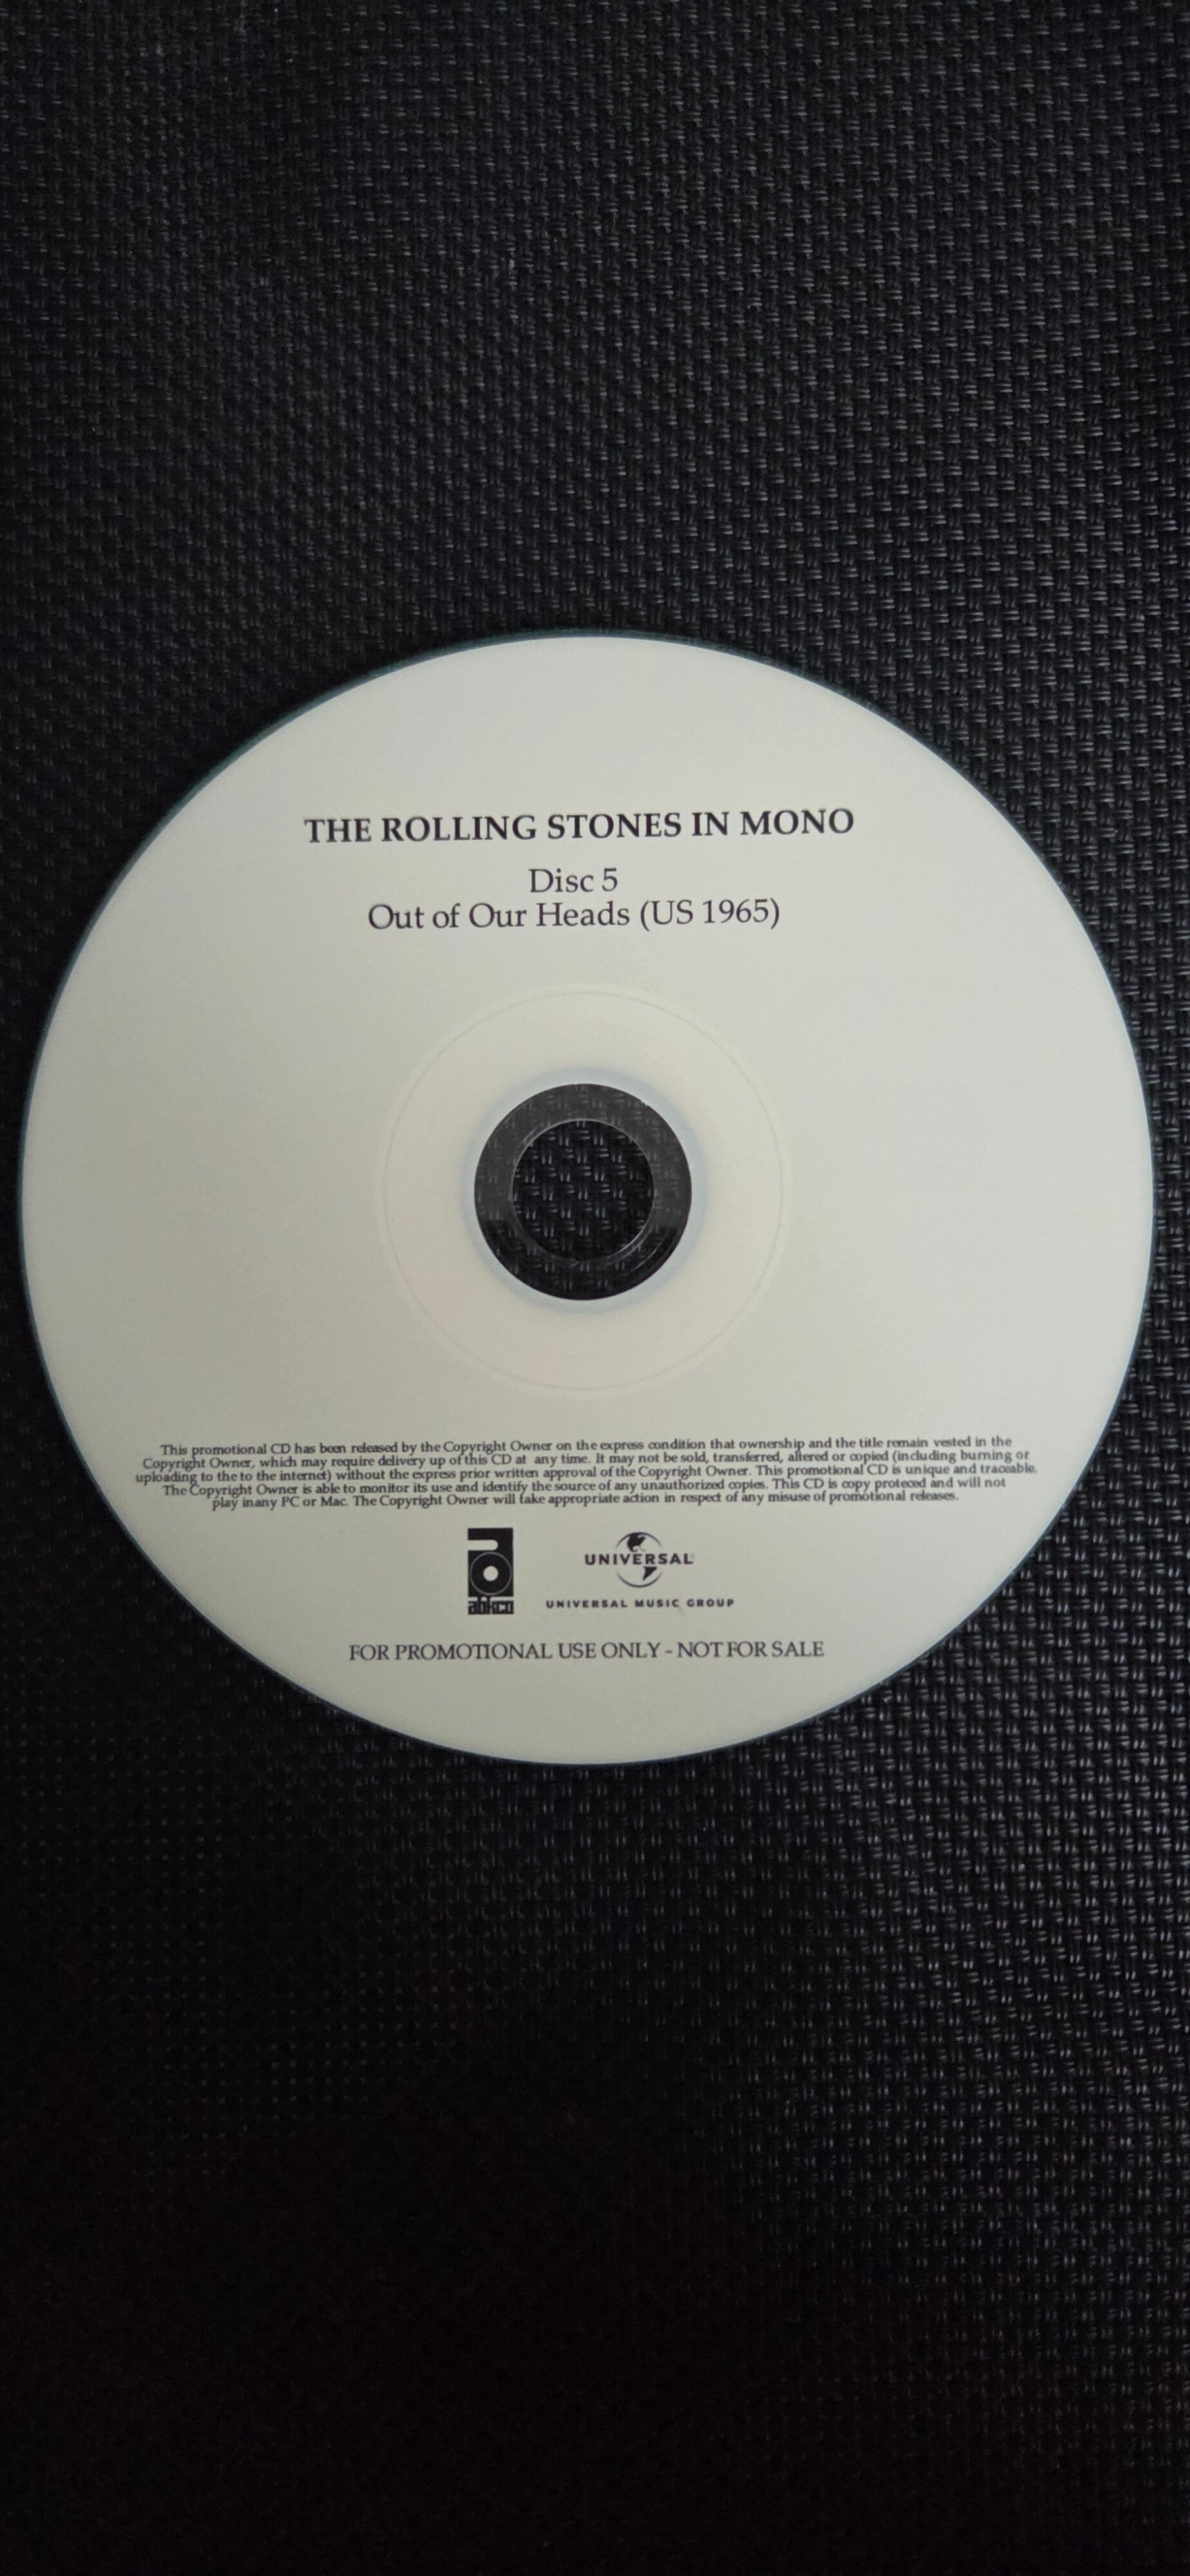 THE ROLLING STONES IN MONO
Disc 5
Out of Our Heads (US 1965)
This promotional CD has been released by the Copyright Owner on the express condition that ownership and the title remain vested in the
Copyright Owner, which may require delivery up of this CD at any time. It may not be sold, transferred, altered or copied (including burning or
uploading to the to the internet) without the express prior written approval of the Copyright Owner. This promotional CD is unique and traceable.
The Copyright Owner is able to monitor its use and identify the source of any unauthorized copies. This CD is copy proteced and will not
play inany PC or Mac. The Copyright Owner will take appropriate action in respect of any misuse of promotional releases.
abkco
UNIVERSAL
UNIVERSAL MUSIC GROUP
FOR PROMOTIONAL USE ONLY - NOT FOR SALE